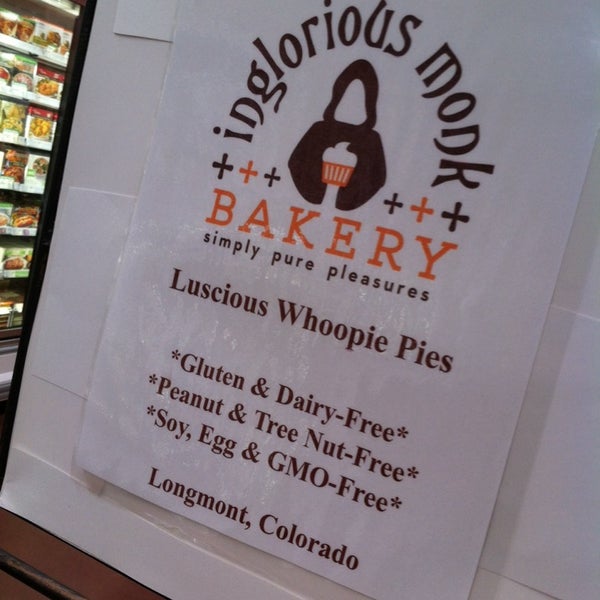 inglorious monk
BAKERY
simply pure pleasures
Luscious Whoopie Pies
*Gluten & Dairy-Free*
*Peanut & Tree Nut-Free*
*Soy, Egg & GMO-Free*
Longmont, Colorado